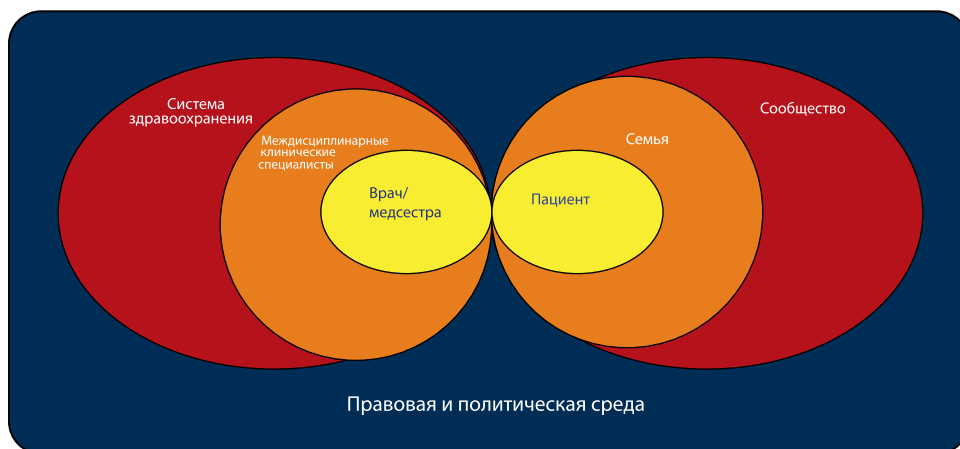 Система
здравоохранения
Междисциплинарные
клинические
специалисты
Врач/
медсестра
Пациент
Семья
Сообщество
Правовая и политическая среда